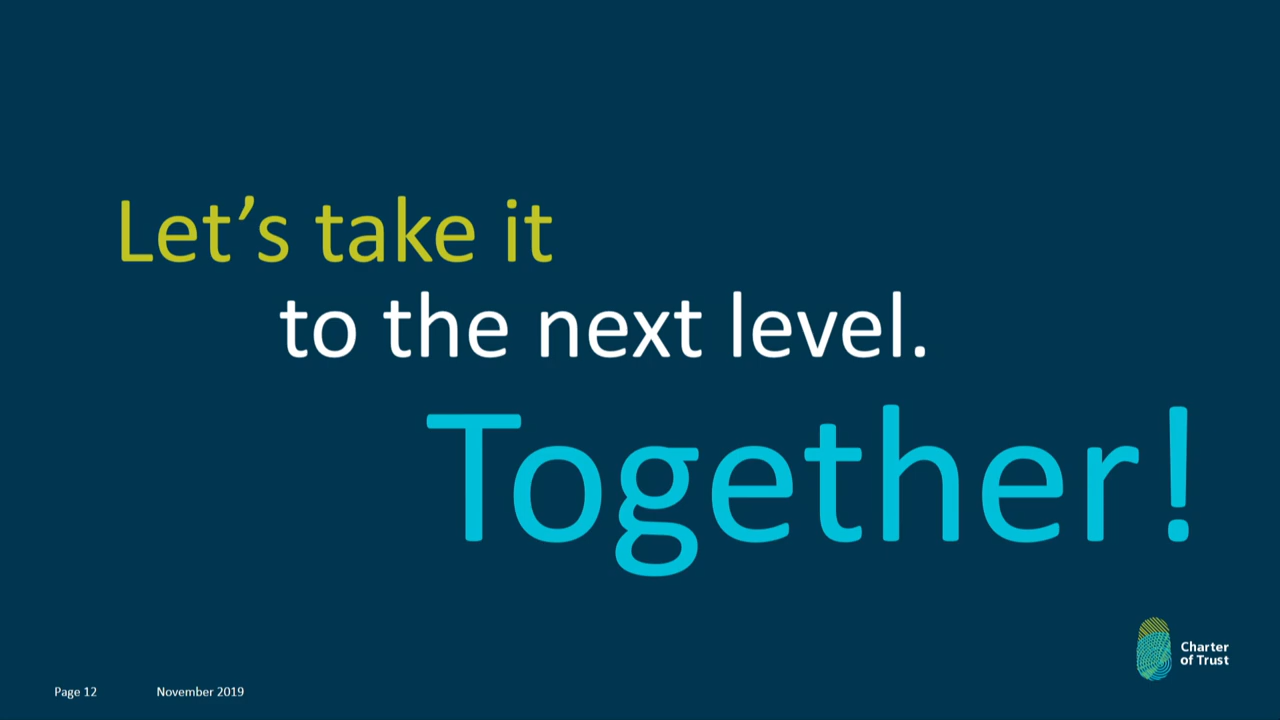 Let’s take it
to the next level.
Together!
Charter
of Trust
Page 12 November 2019